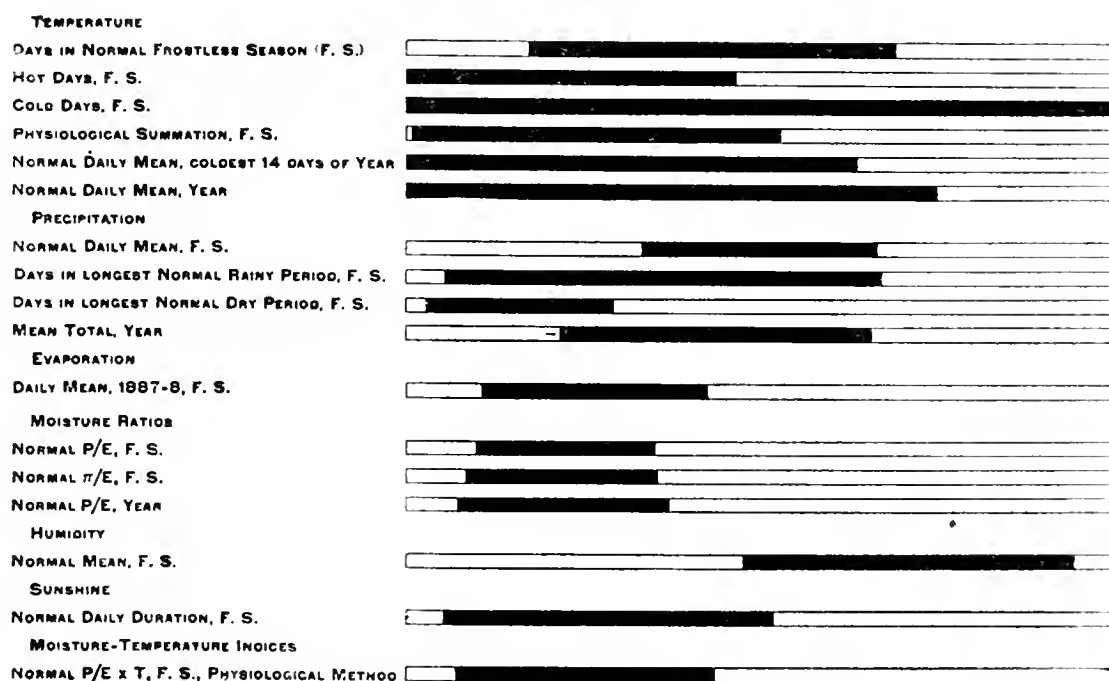 TEMPERATURE
DAYS IN NORMAL FROSTLESS SEASON (F. S.)
HOT DAYS, F. S.
COLD DAYS, F. S.
PHYSIOLOGICAL SUMMATION, F. S.
NORMAL DAILY MEAN, COLDEST 14 DAYS OF YEAR
NORMAL DAILY MEAN, YEAR
PRECIPITATION
NORMAL DAILY MEAN, F. S.
DAYS IN LONGEST NORMAL RAINY PERIOD, F. S.
DAYS IN LONGEST NORMAL DRY PERIOD, F. S.
MEAN TOTAL, YEAR
EVAPORATION
DAILY MEAN, 1887-8, F. S.
MOISTURE RATIOS
NORMAL P/E, F. S.
NORMAL π/E, F. S.
NORMAL P/E, YEAR
HUMIDITY
NORMAL MEAN, F. S.
SUNSHINE
NORMAL DAILY DURATION, F. S.
MOISTURE-TEMPERATURE INDICES
NORMAL P/E x T, F. S., PHYSIOLOGICAL METHOD